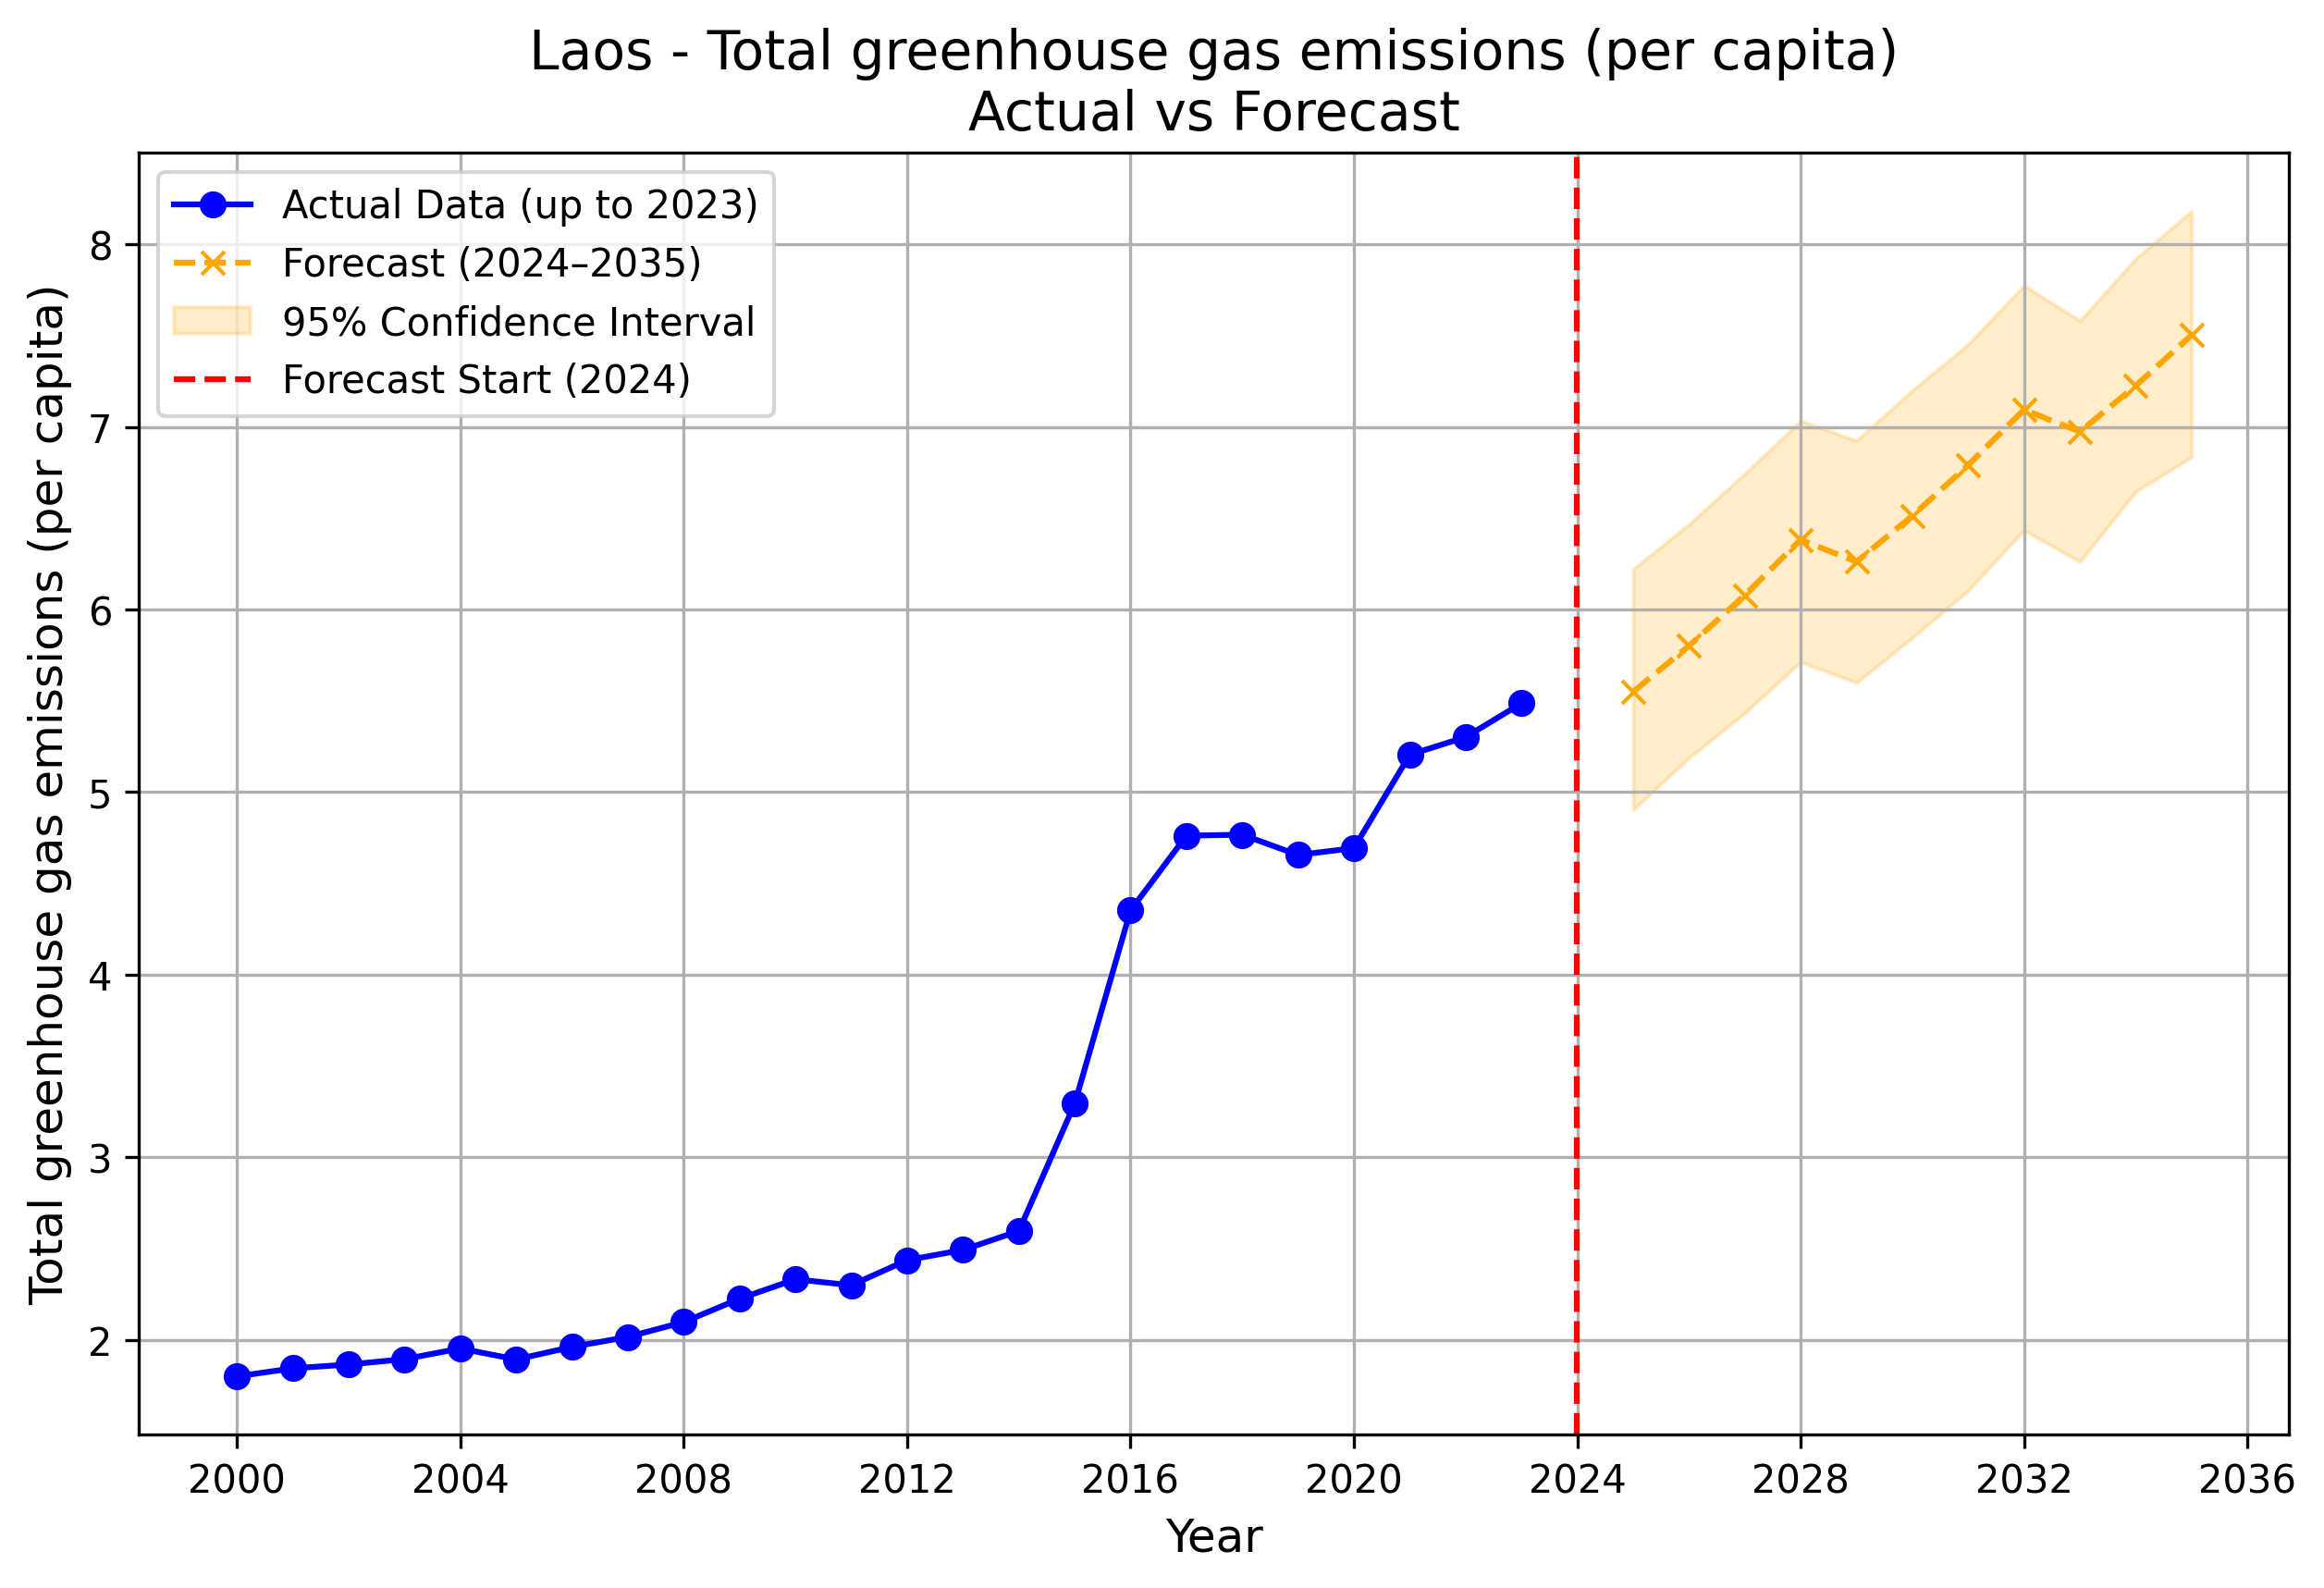 Laos - Total greenhouse gas emissions (per capita)
Actual vs Forecast
Actual Data (up to 2023)
Forecast (2024–2035)
95% Confidence Interval
Forecast Start (2024)
Total greenhouse gas emissions (per capita)
8
7
6
5
4
3
2
2000 2004 2008 2012 2016 2020 2024 2028 2032 2036
Year